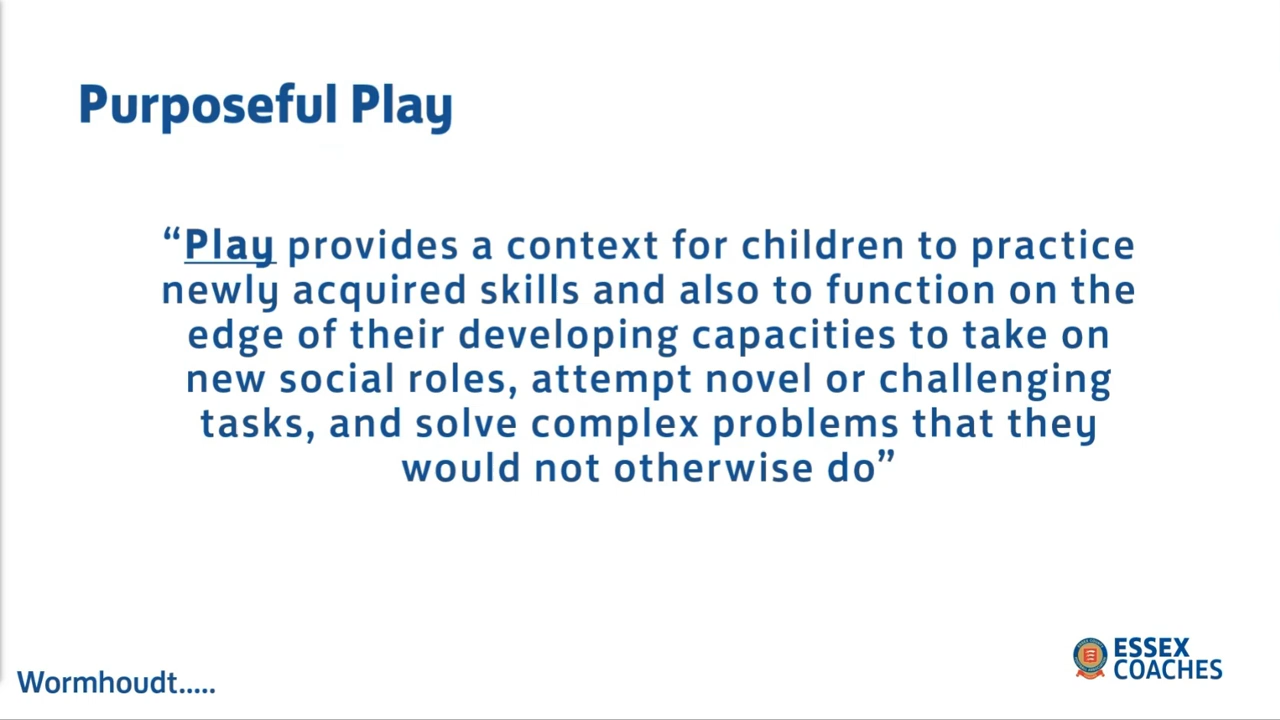 Purposeful Play
“Play provides a context for children to practice
newly acquired skills and also to function on the
edge of their developing capacities to take on
new social roles, attempt novel or challenging
tasks, and solve complex problems that they
would not otherwise do”
Wormhoudt.....
ESSEX
COACHES